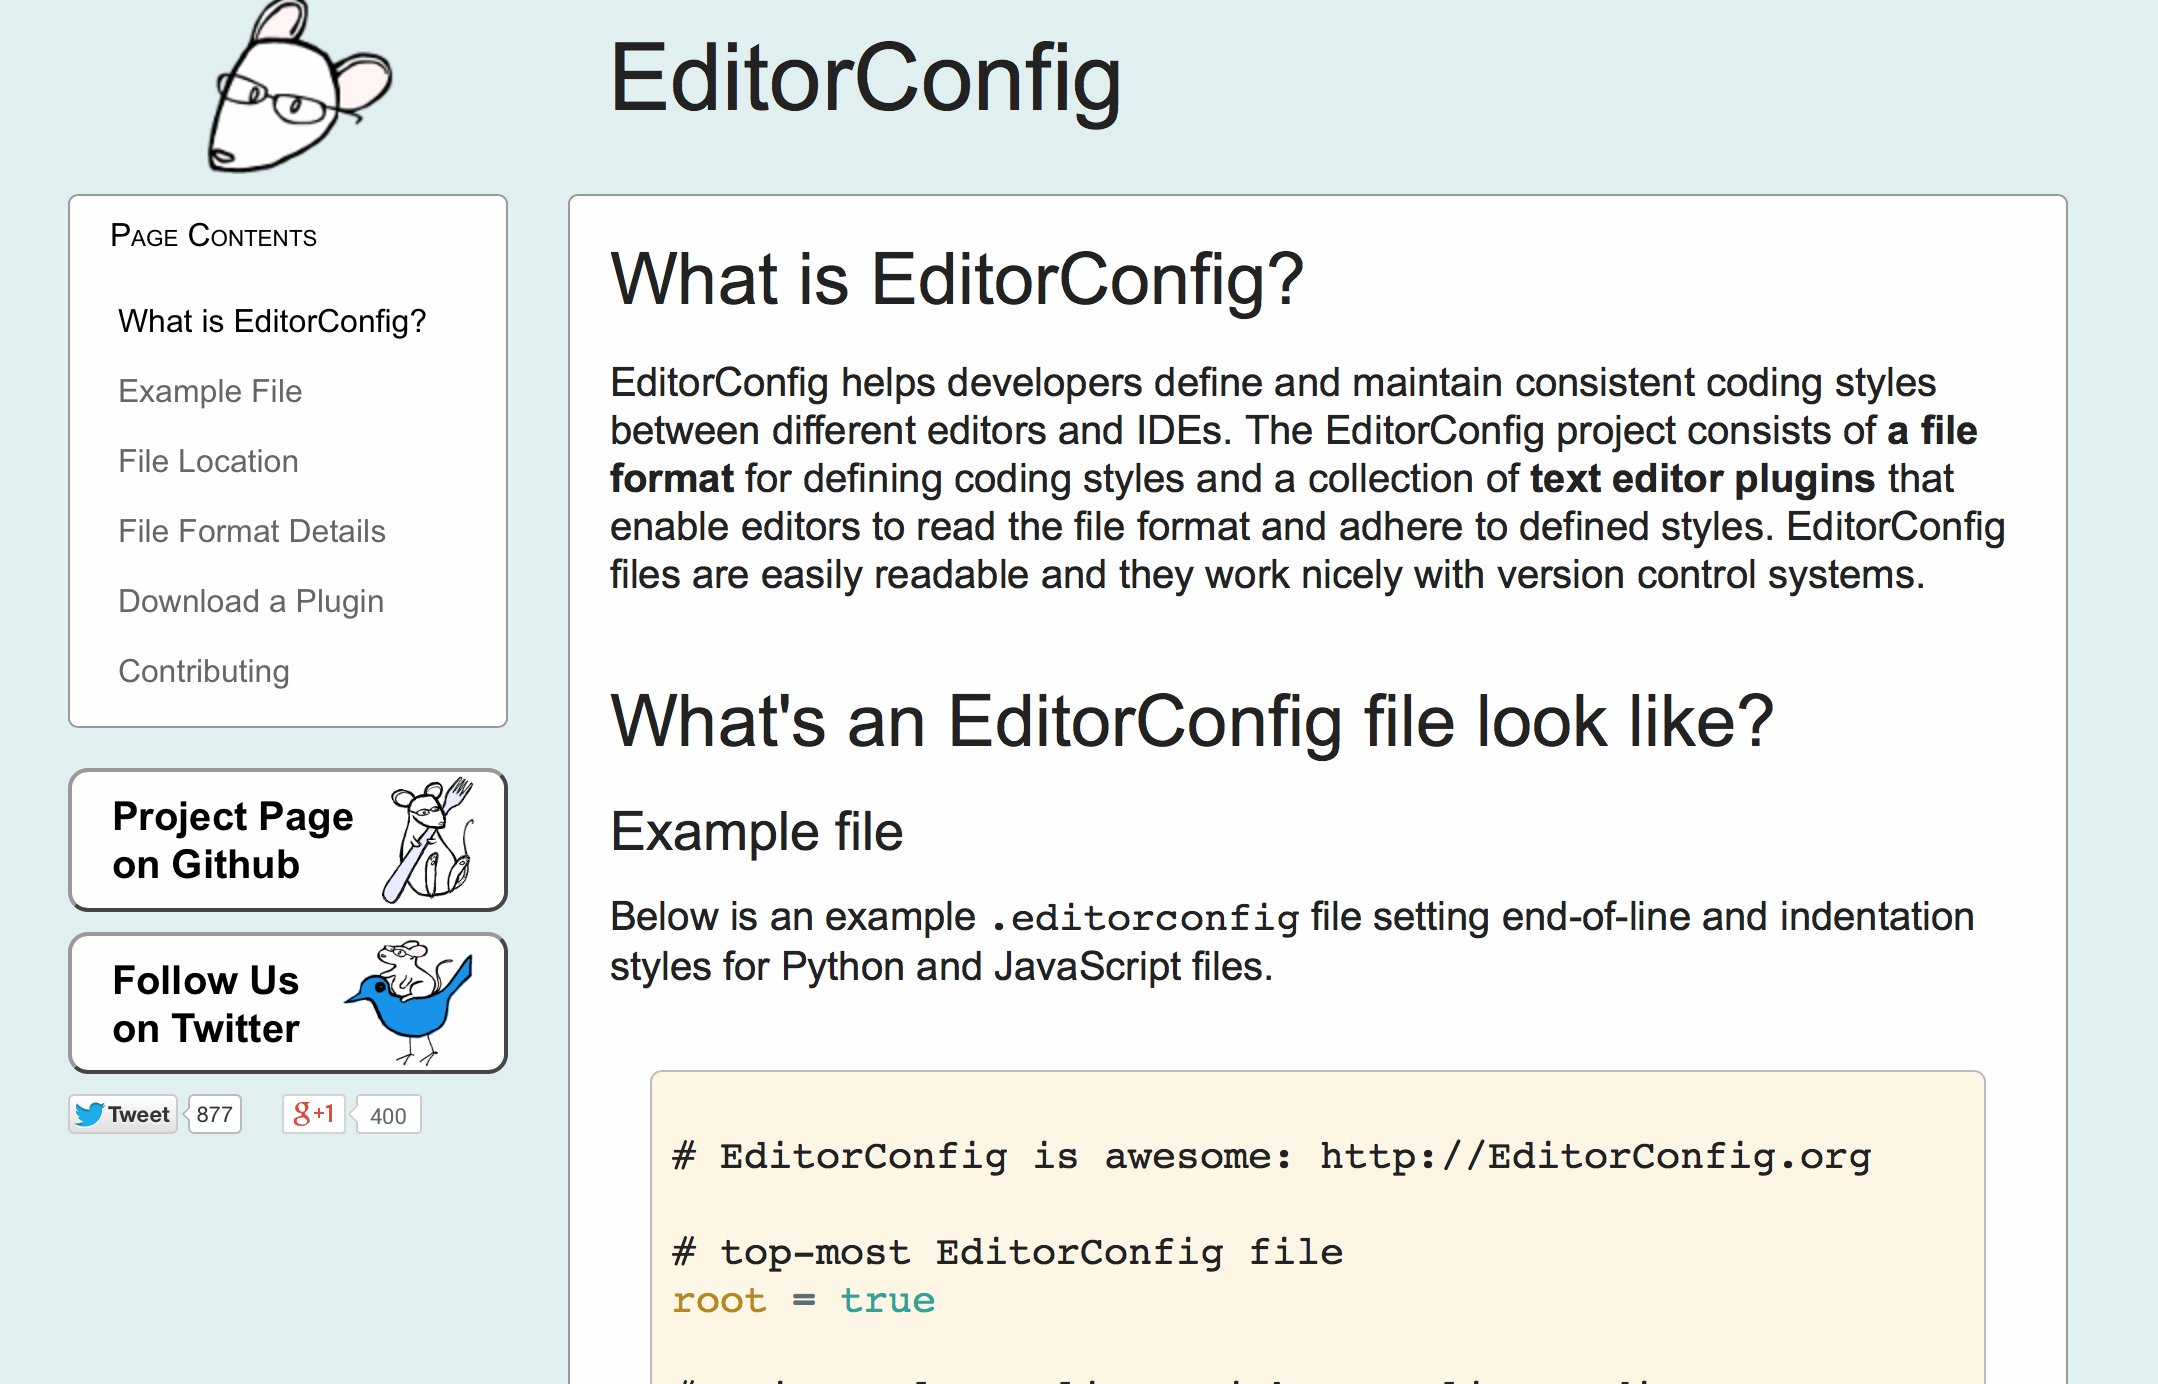 EditorConfig
PAGE CONTENTS
What is EditorConfig?
Example File
File Location
File Format Details
Download a Plugin
Contributing
Project Page
on Github
Follow Us
on Twitter
Tweet 877 g+1 400
What is EditorConfig?
EditorConfig helps developers define and maintain consistent coding styles
between different editors and IDEs. The EditorConfig project consists of a file
format for defining coding styles and a collection of text editor plugins that
enable editors to read the file format and adhere to defined styles. EditorConfig
files are easily readable and they work nicely with version control systems.
What's an EditorConfig file look like?
Example file
Below is an example .editorconfig file setting end-of-line and indentation
styles for Python and JavaScript files.
# EditorConfig is awesome: http://EditorConfig.org
# top-most EditorConfig file
root = true